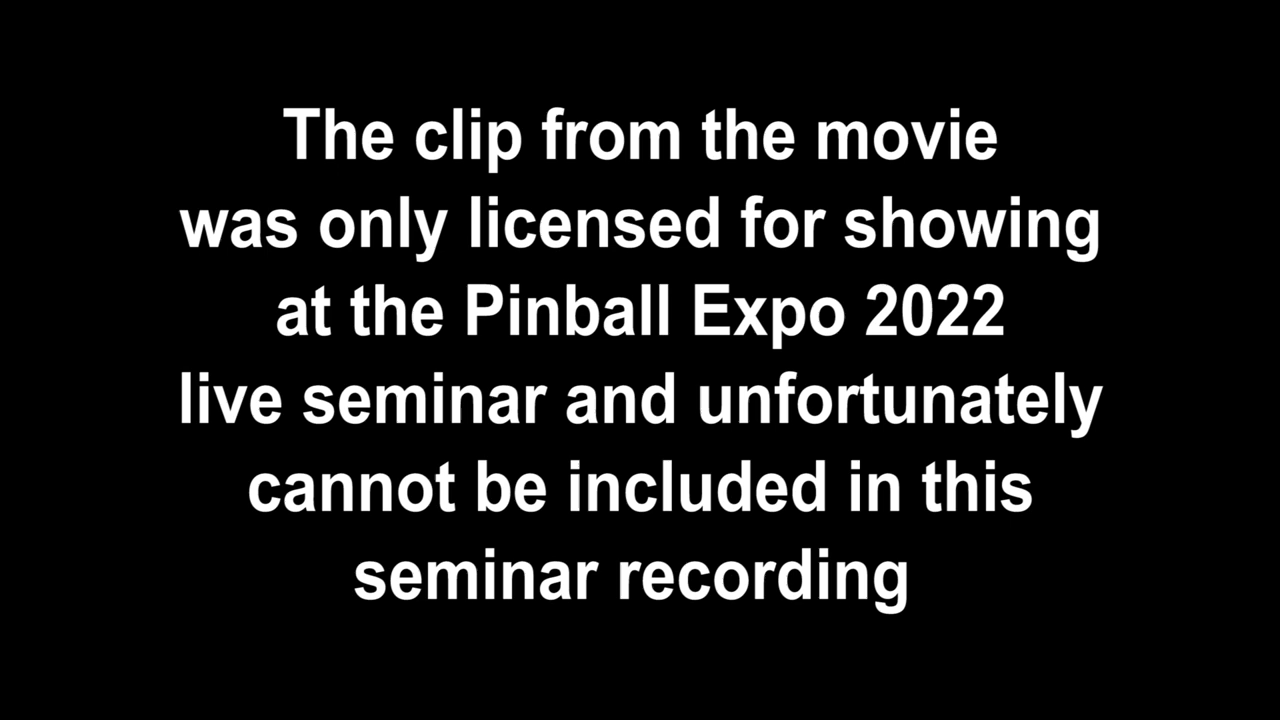 The clip from the movie
was only licensed for showing
at the Pinball Expo 2022
live seminar and unfortunately
cannot be included in this
seminar recording